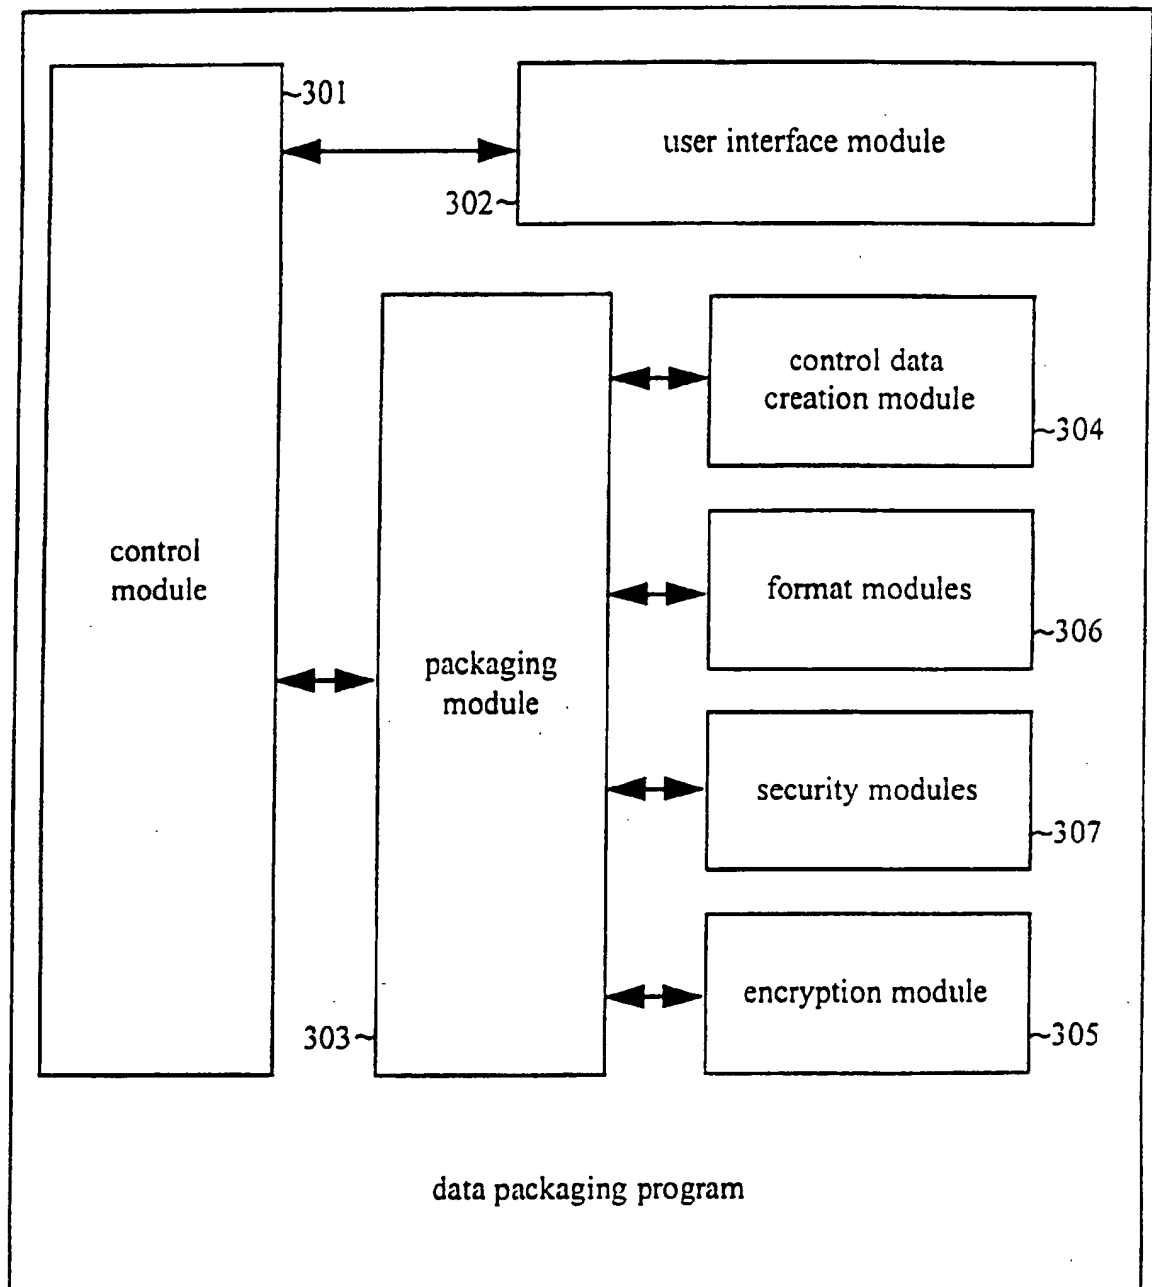 301
user interface module
302
control data
creation module
304
control
module
format modules
306
packaging
module
security modules
307
encryption module
303
305
data packaging program